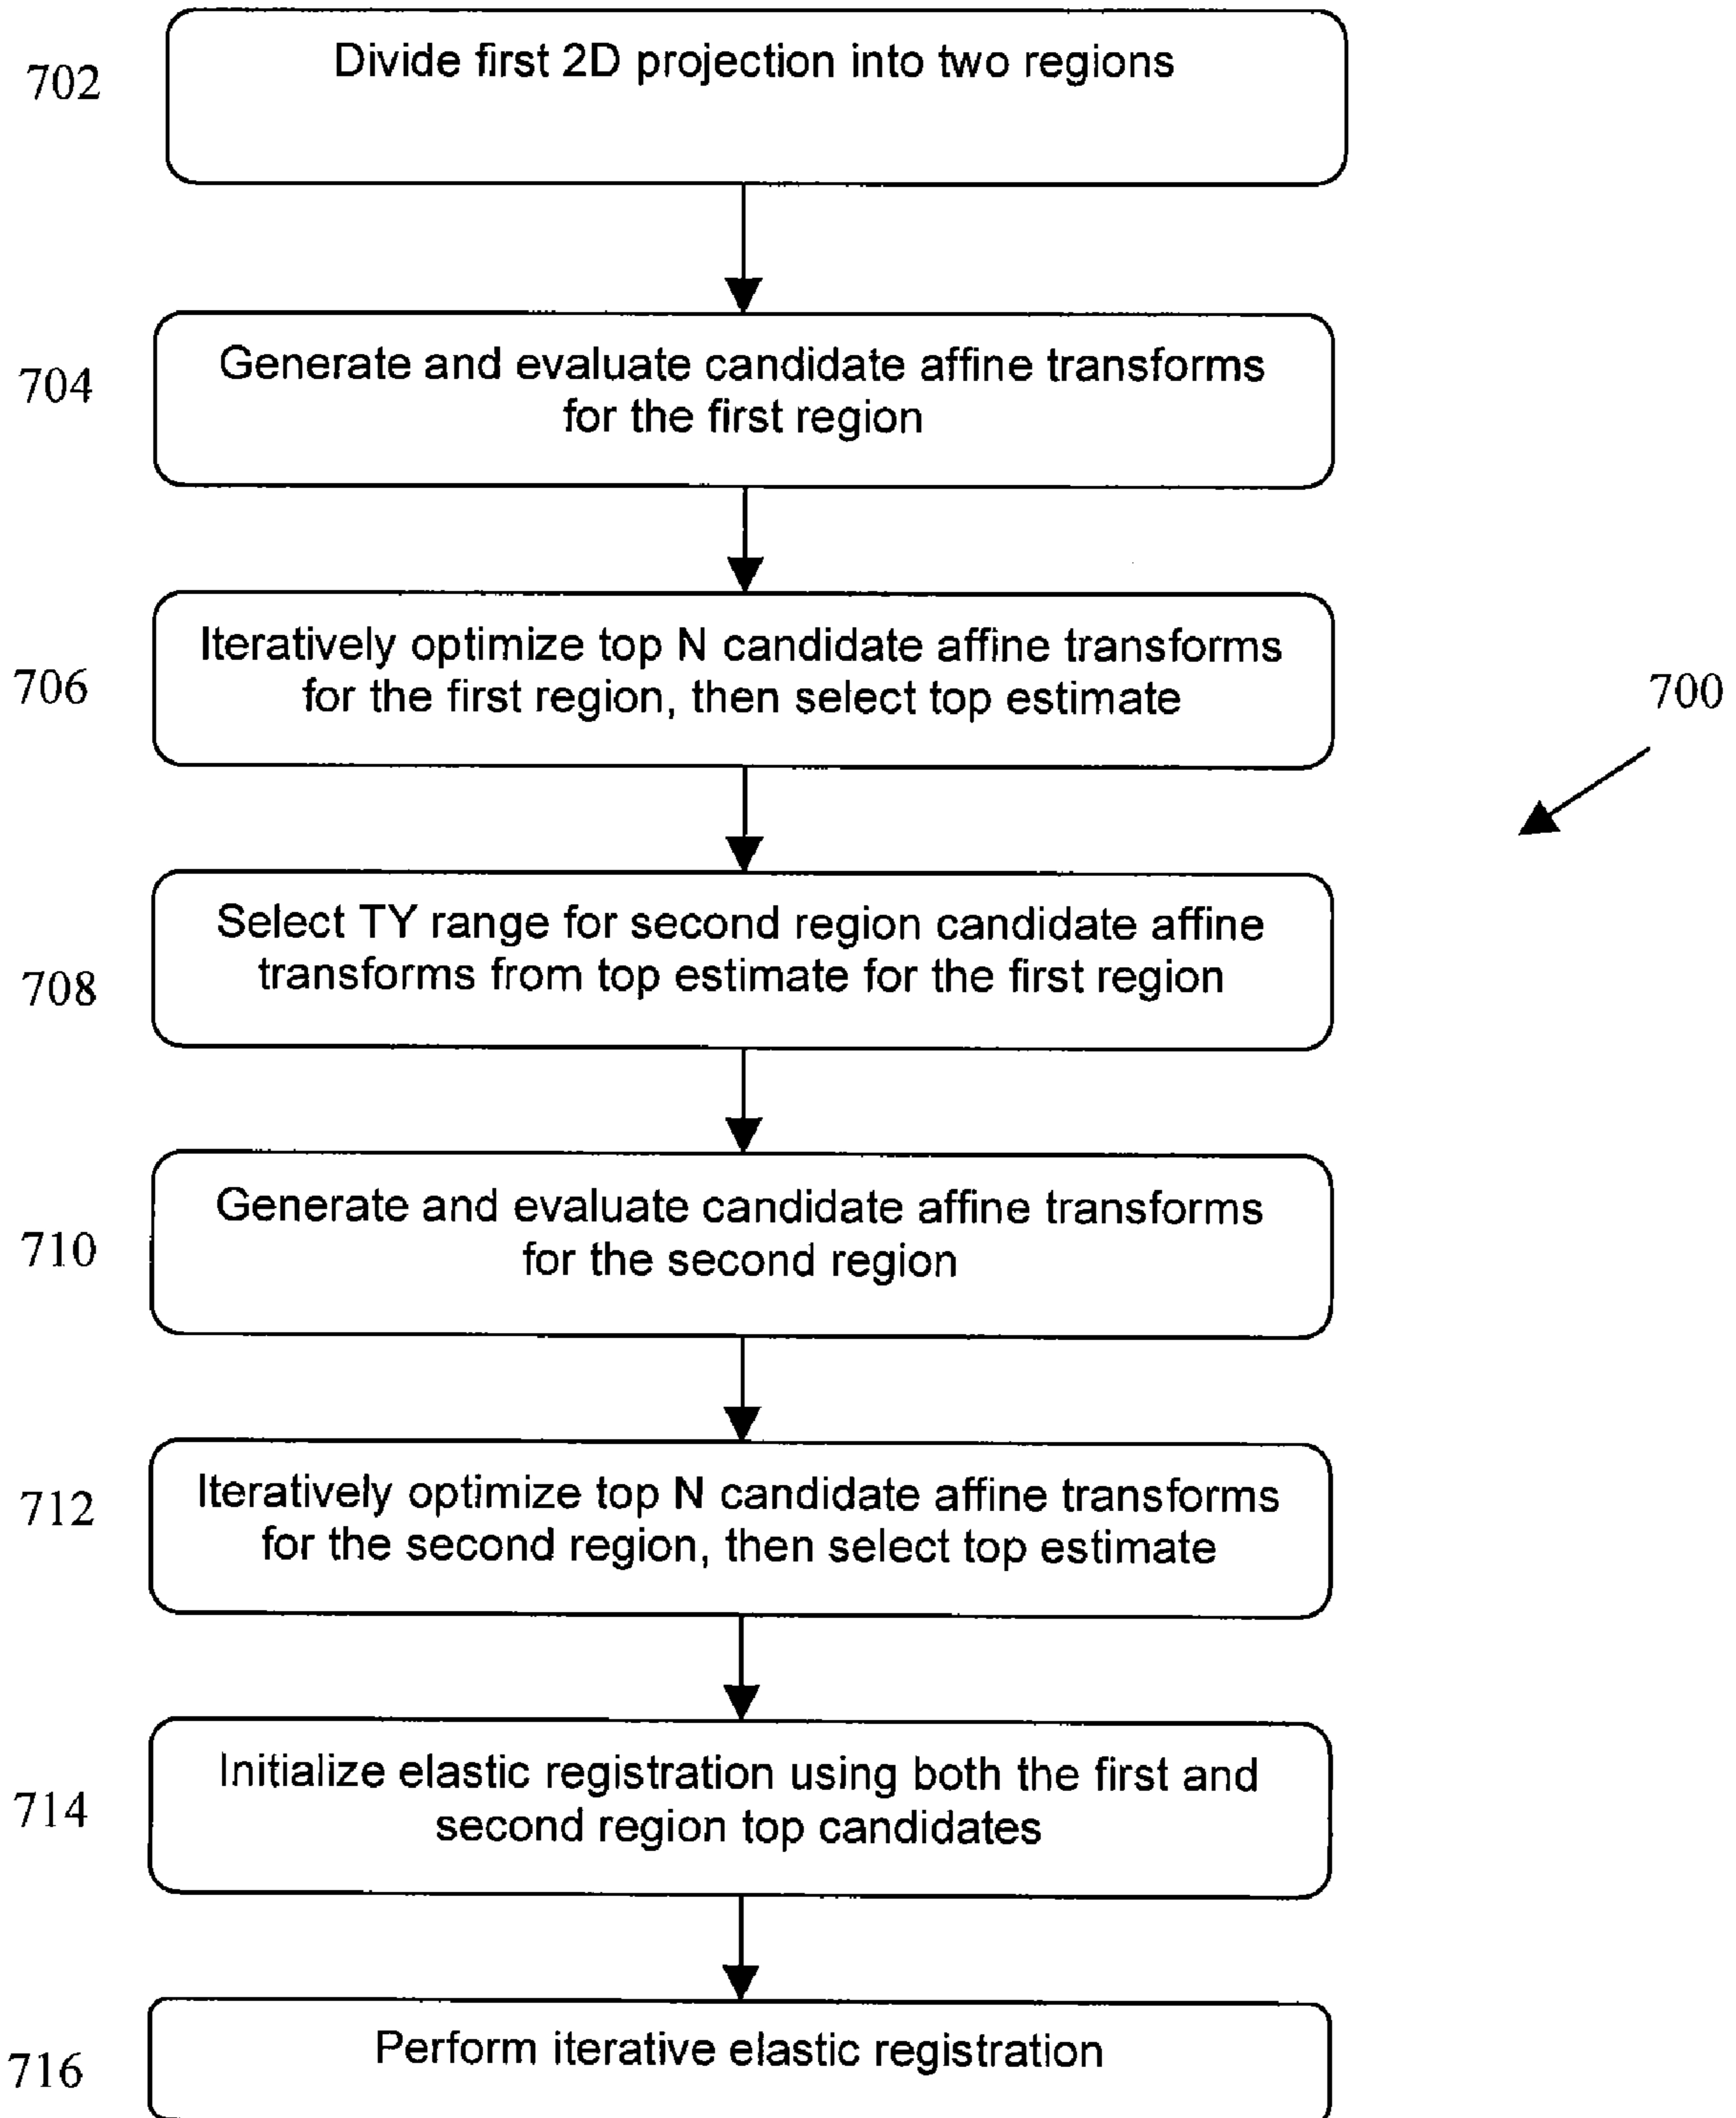 702
Divide first 2D projection into two regions
704
Generate and evaluate candidate affine transforms
for the first region
706
Iteratively optimize top N candidate affine transforms
for the first region, then select top estimate
700
708
Select TY range for second region candidate affine
transforms from top estimate for the first region
710
Generate and evaluate candidate affine transforms
for the second region
712
Iteratively optimize top N candidate affine transforms
for the second region, then select top estimate
714
Initialize elastic registration using both the first and
second region top candidates
716
Perform iterative elastic registration